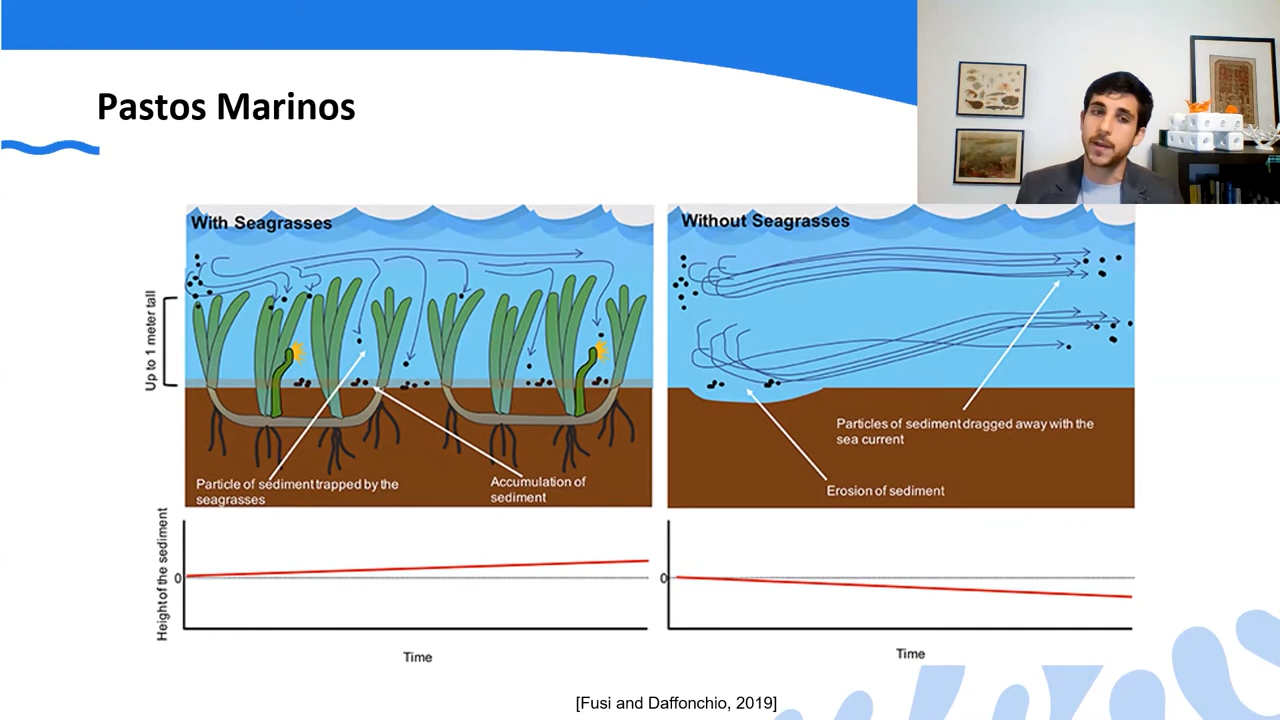 Pastos Marinos
With Seagrasses
Up to 1 meter tall
Particle of sediment trapped by the
seagrasses
Accumulation of
sediment
Without Seagrasses
Particles of sediment dragged away with the
sea current
Erosion of sediment
Height of the sediment
0
Time
0
Time
[Fusi and Daffonchio, 2019]